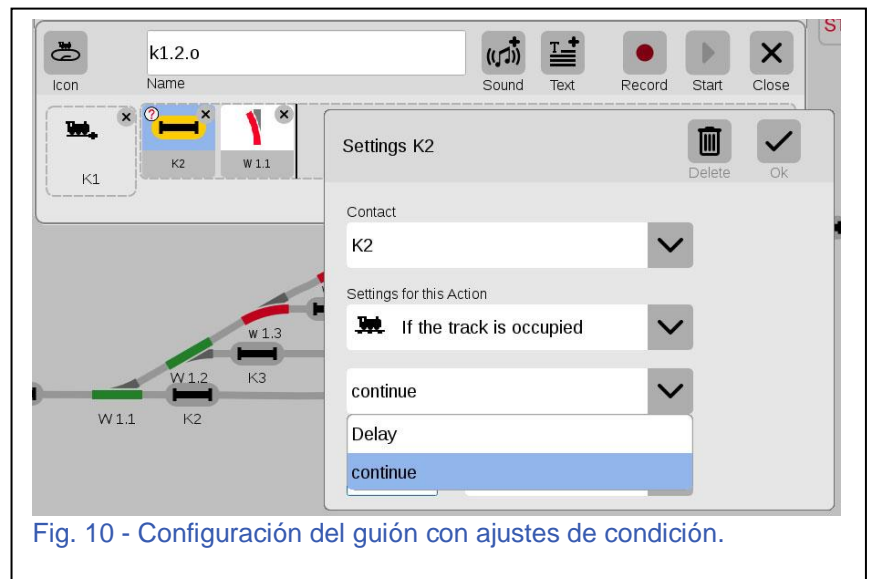 k1.2.o
Icon
Name
Sound
Text
Record
Start
Close
K1
K2
W 1.1
Settings K2
Delete
Ok
Contact
K2
Settings for this Action
If the track is occupied
continue
Delay
continue
W 1.3
W 1.2
K3
W 1.1
K2
Fig. 10 - Configuración del guión con ajustes de condición.